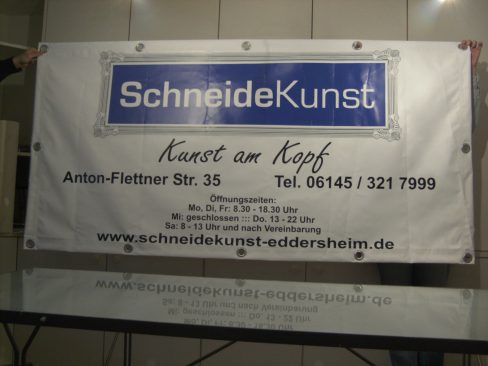 SchneideKunst
Kunst am Kopf
Anton-Flettner Str. 35 Tel. 06145 / 321 7999
Öffnungszeiten:
Mo, Di, Fr: 8.30 - 18.30 Uhr
Mi: geschlossen ::: Do. 13 - 22 Uhr
Sa: 8 - 13 Uhr und nach Vereinbarung
www.schneidekunst-eddersheim.de